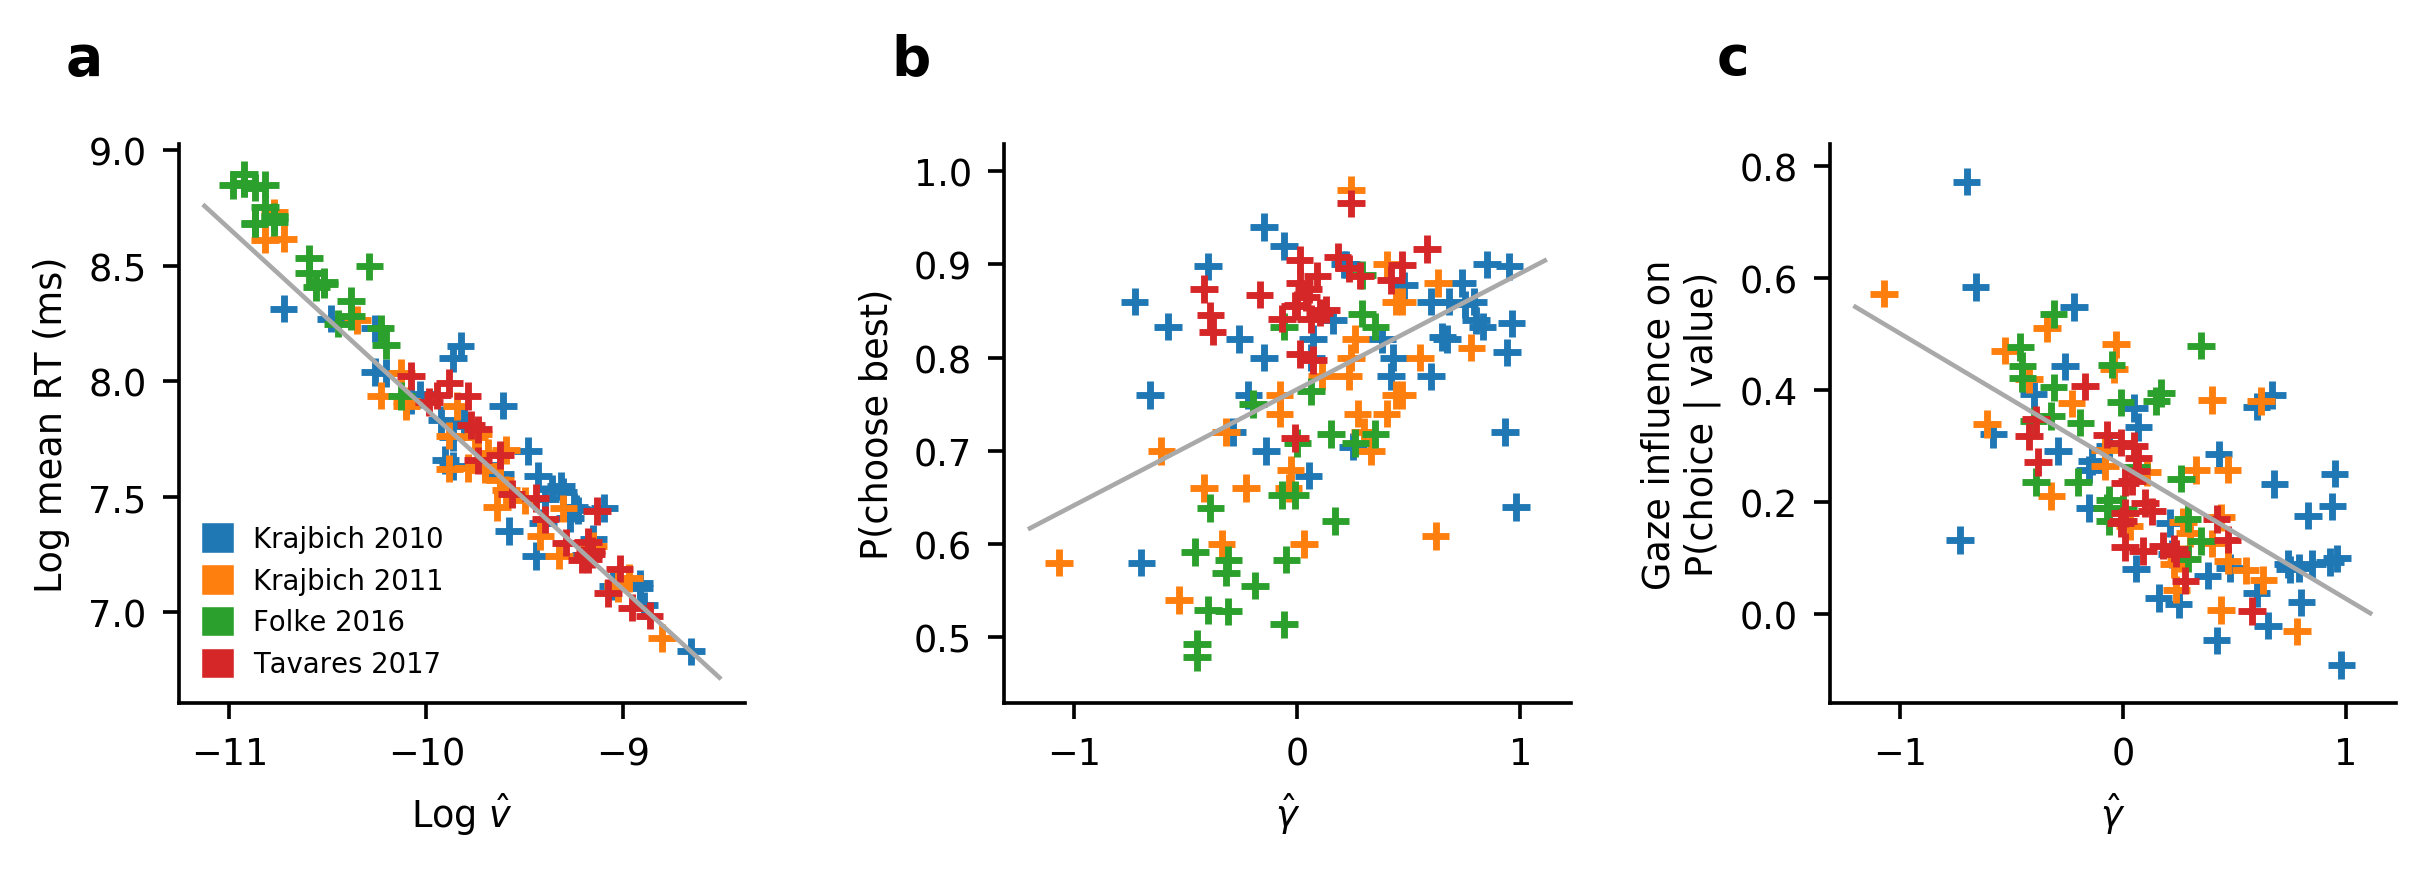 a
b
c
Log mean RT (ms)
9.0
8.5
8.0
7.5
7.0
Krajbich 2010
Krajbich 2011
Folke 2016
Tavares 2017
−11
−10
−9
Log v̂
P(choose best)
1.0
0.9
0.8
0.7
0.6
0.5
−1
0
1
γ̂
Gaze influence on
P(choice | value)
0.8
0.6
0.4
0.2
0.0
−1
0
1
γ̂